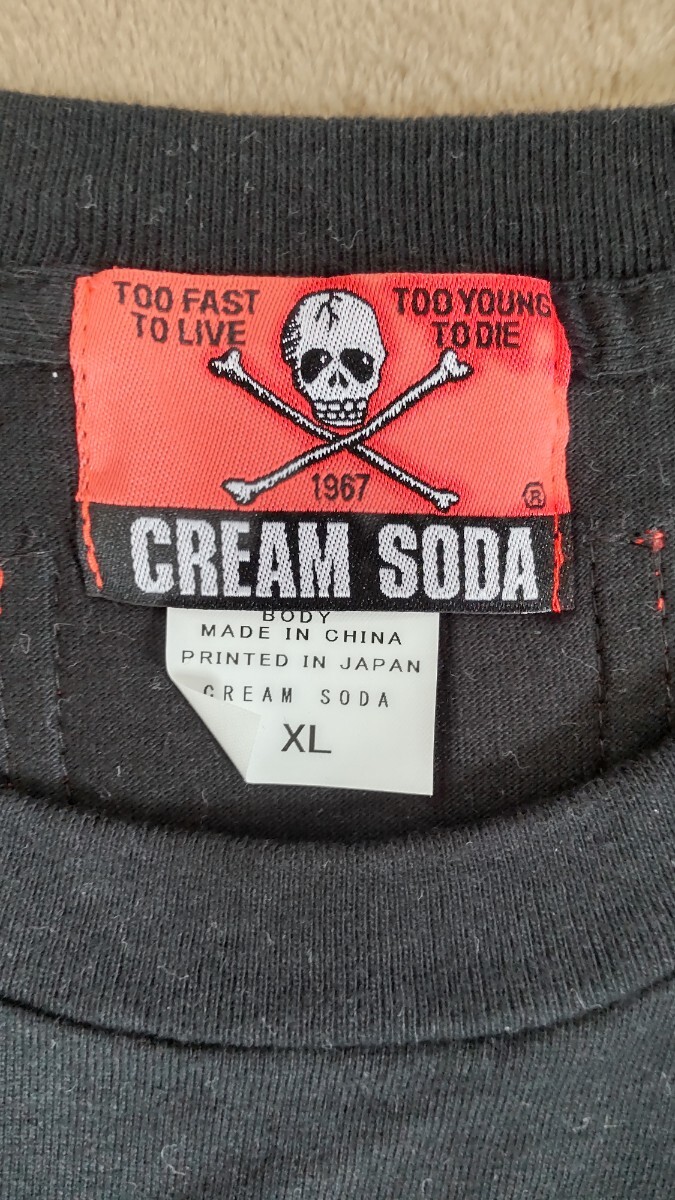 TOO FAST
TO LIVE
TOO YOUNG
TO DIE
1967
®
CREAM SODA
BODY
MADE IN CHINA
PRINTED IN JAPAN
CREAM SODA
XL